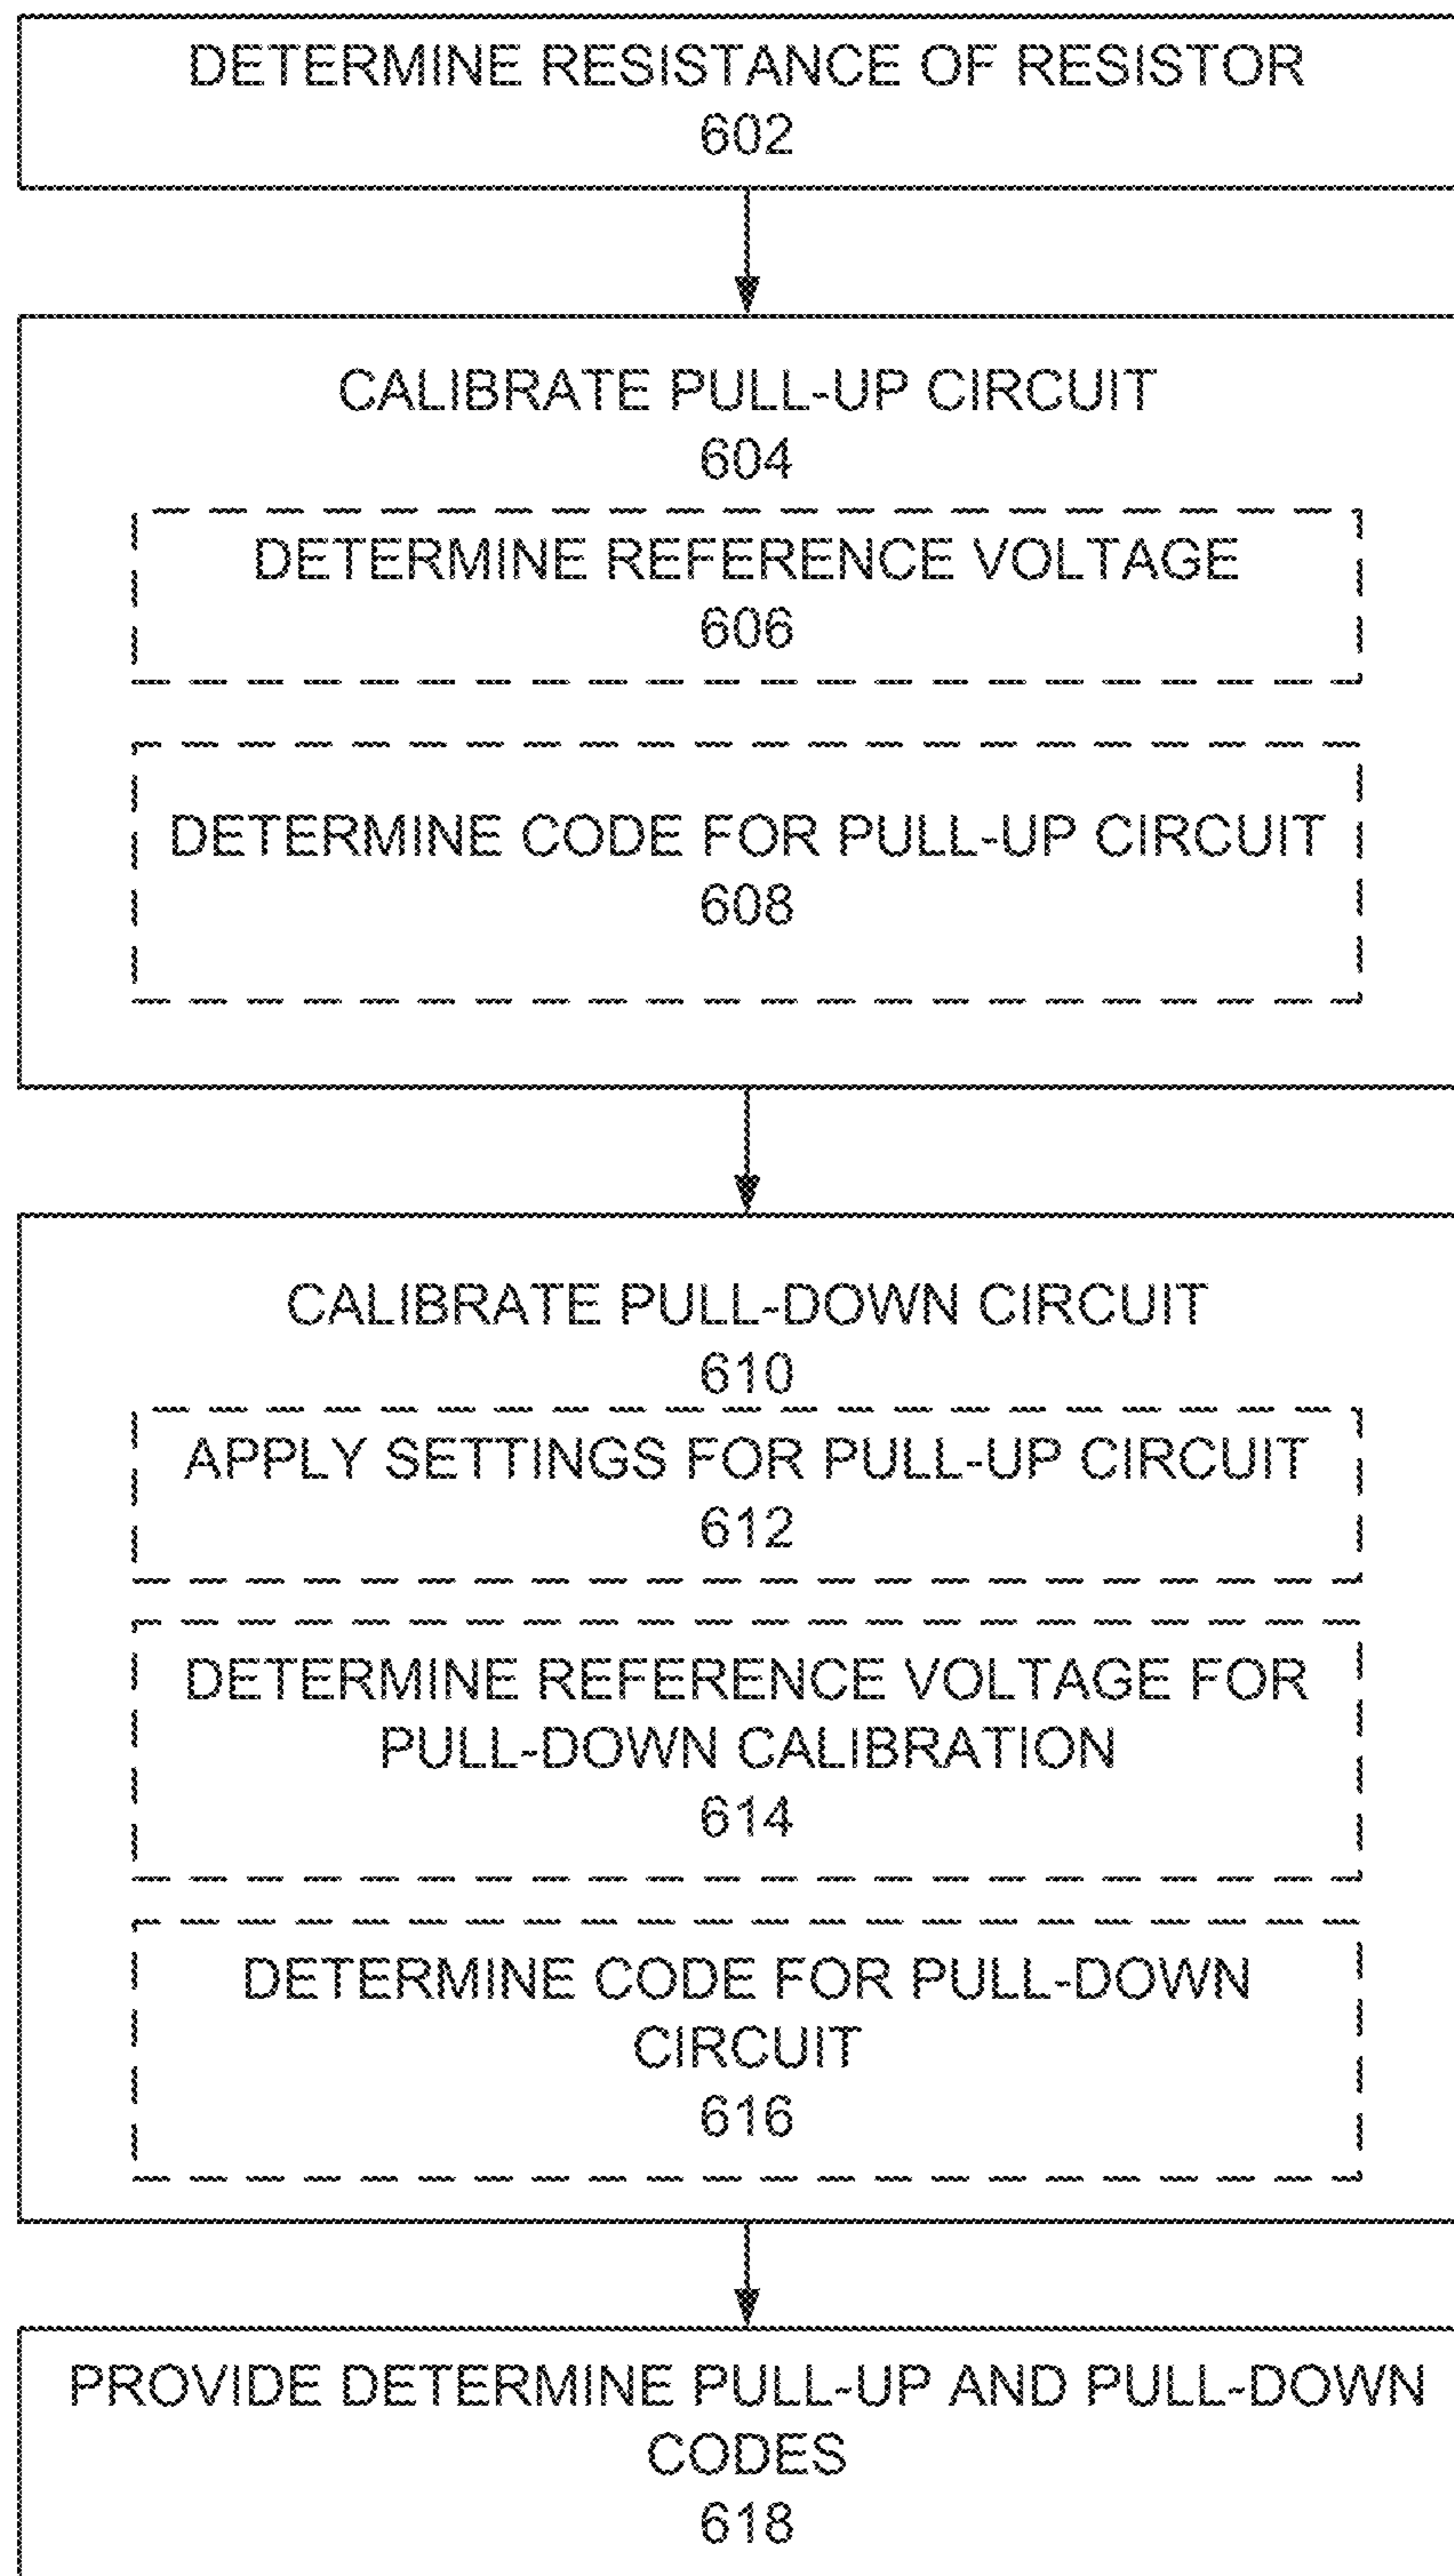 DETERMINE RESISTANCE OF RESISTOR
602
CALIBRATE PULL-UP CIRCUIT
604
DETERMINE REFERENCE VOLTAGE
606
DETERMINE CODE FOR PULL-UP CIRCUIT
608
CALIBRATE PULL-DOWN CIRCUIT
610
APPLY SETTINGS FOR PULL-UP CIRCUIT
612
DETERMINE REFERENCE VOLTAGE FOR
PULL-DOWN CALIBRATION
614
DETERMINE CODE FOR PULL-DOWN
CIRCUIT
616
PROVIDE DETERMINE PULL-UP AND PULL-DOWN
CODES
618